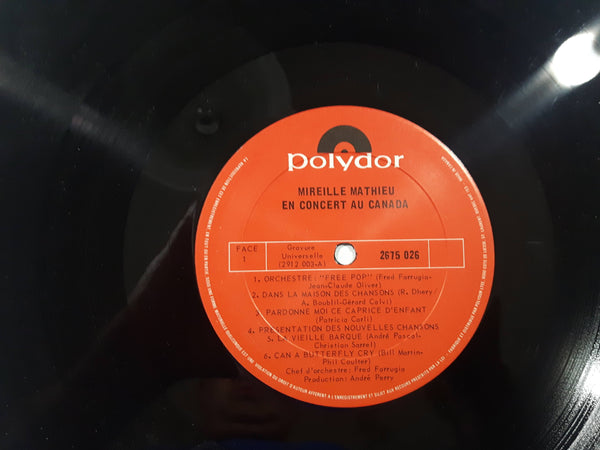 polydor
MIREILLE MATHIEU
EN CONCERT AU CANADA
FACE 1
Gravure Universelle
(2912 003-A)
2675 026
1. ORCHESTRE: "FREE POP" (Fred Farrugia-
Jean-Claude Oliver)
2. DANS LA MAISON DES CHANSONS (R. Dhery/
A. Boublil-Gérard Calvi)
3. PARDONNE MOI CE CAPRICE D'ENFANT
(Patricia Carli)
4. PRESENTATION DES NOUVELLES CHANSONS
5. LA VIEILLE BARQUE (André Pascal-
Christian Sarrel)
6. CAN A BUTTERFLY CRY (Bill Martin-
Phil Coulter)
Chef d'orchestre: Fred Farrugia
Production: André Perry